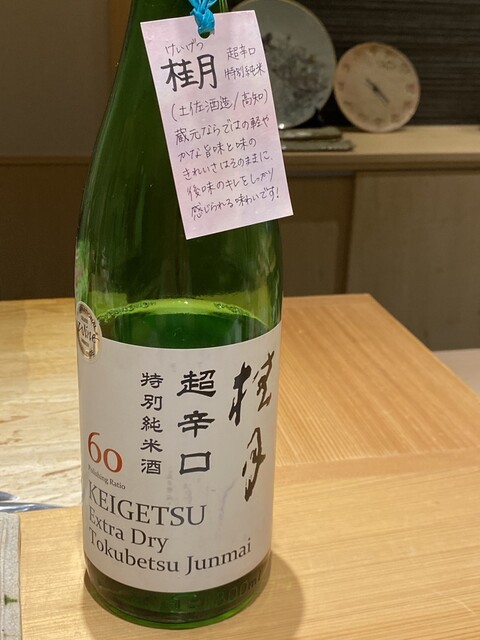 けいげつ
桂月
超辛口
特別純米
(土佐酒造/高知)
蔵元ならではの軽や
かな旨味と味の
きれいさはそのままに、
後味のキレをしっかり
感じられる味わいです!
桂月
超辛口
特別純米酒
60
Polishing Ratio
KEIGETSU
Extra Dry
Tokubetsu Junmai